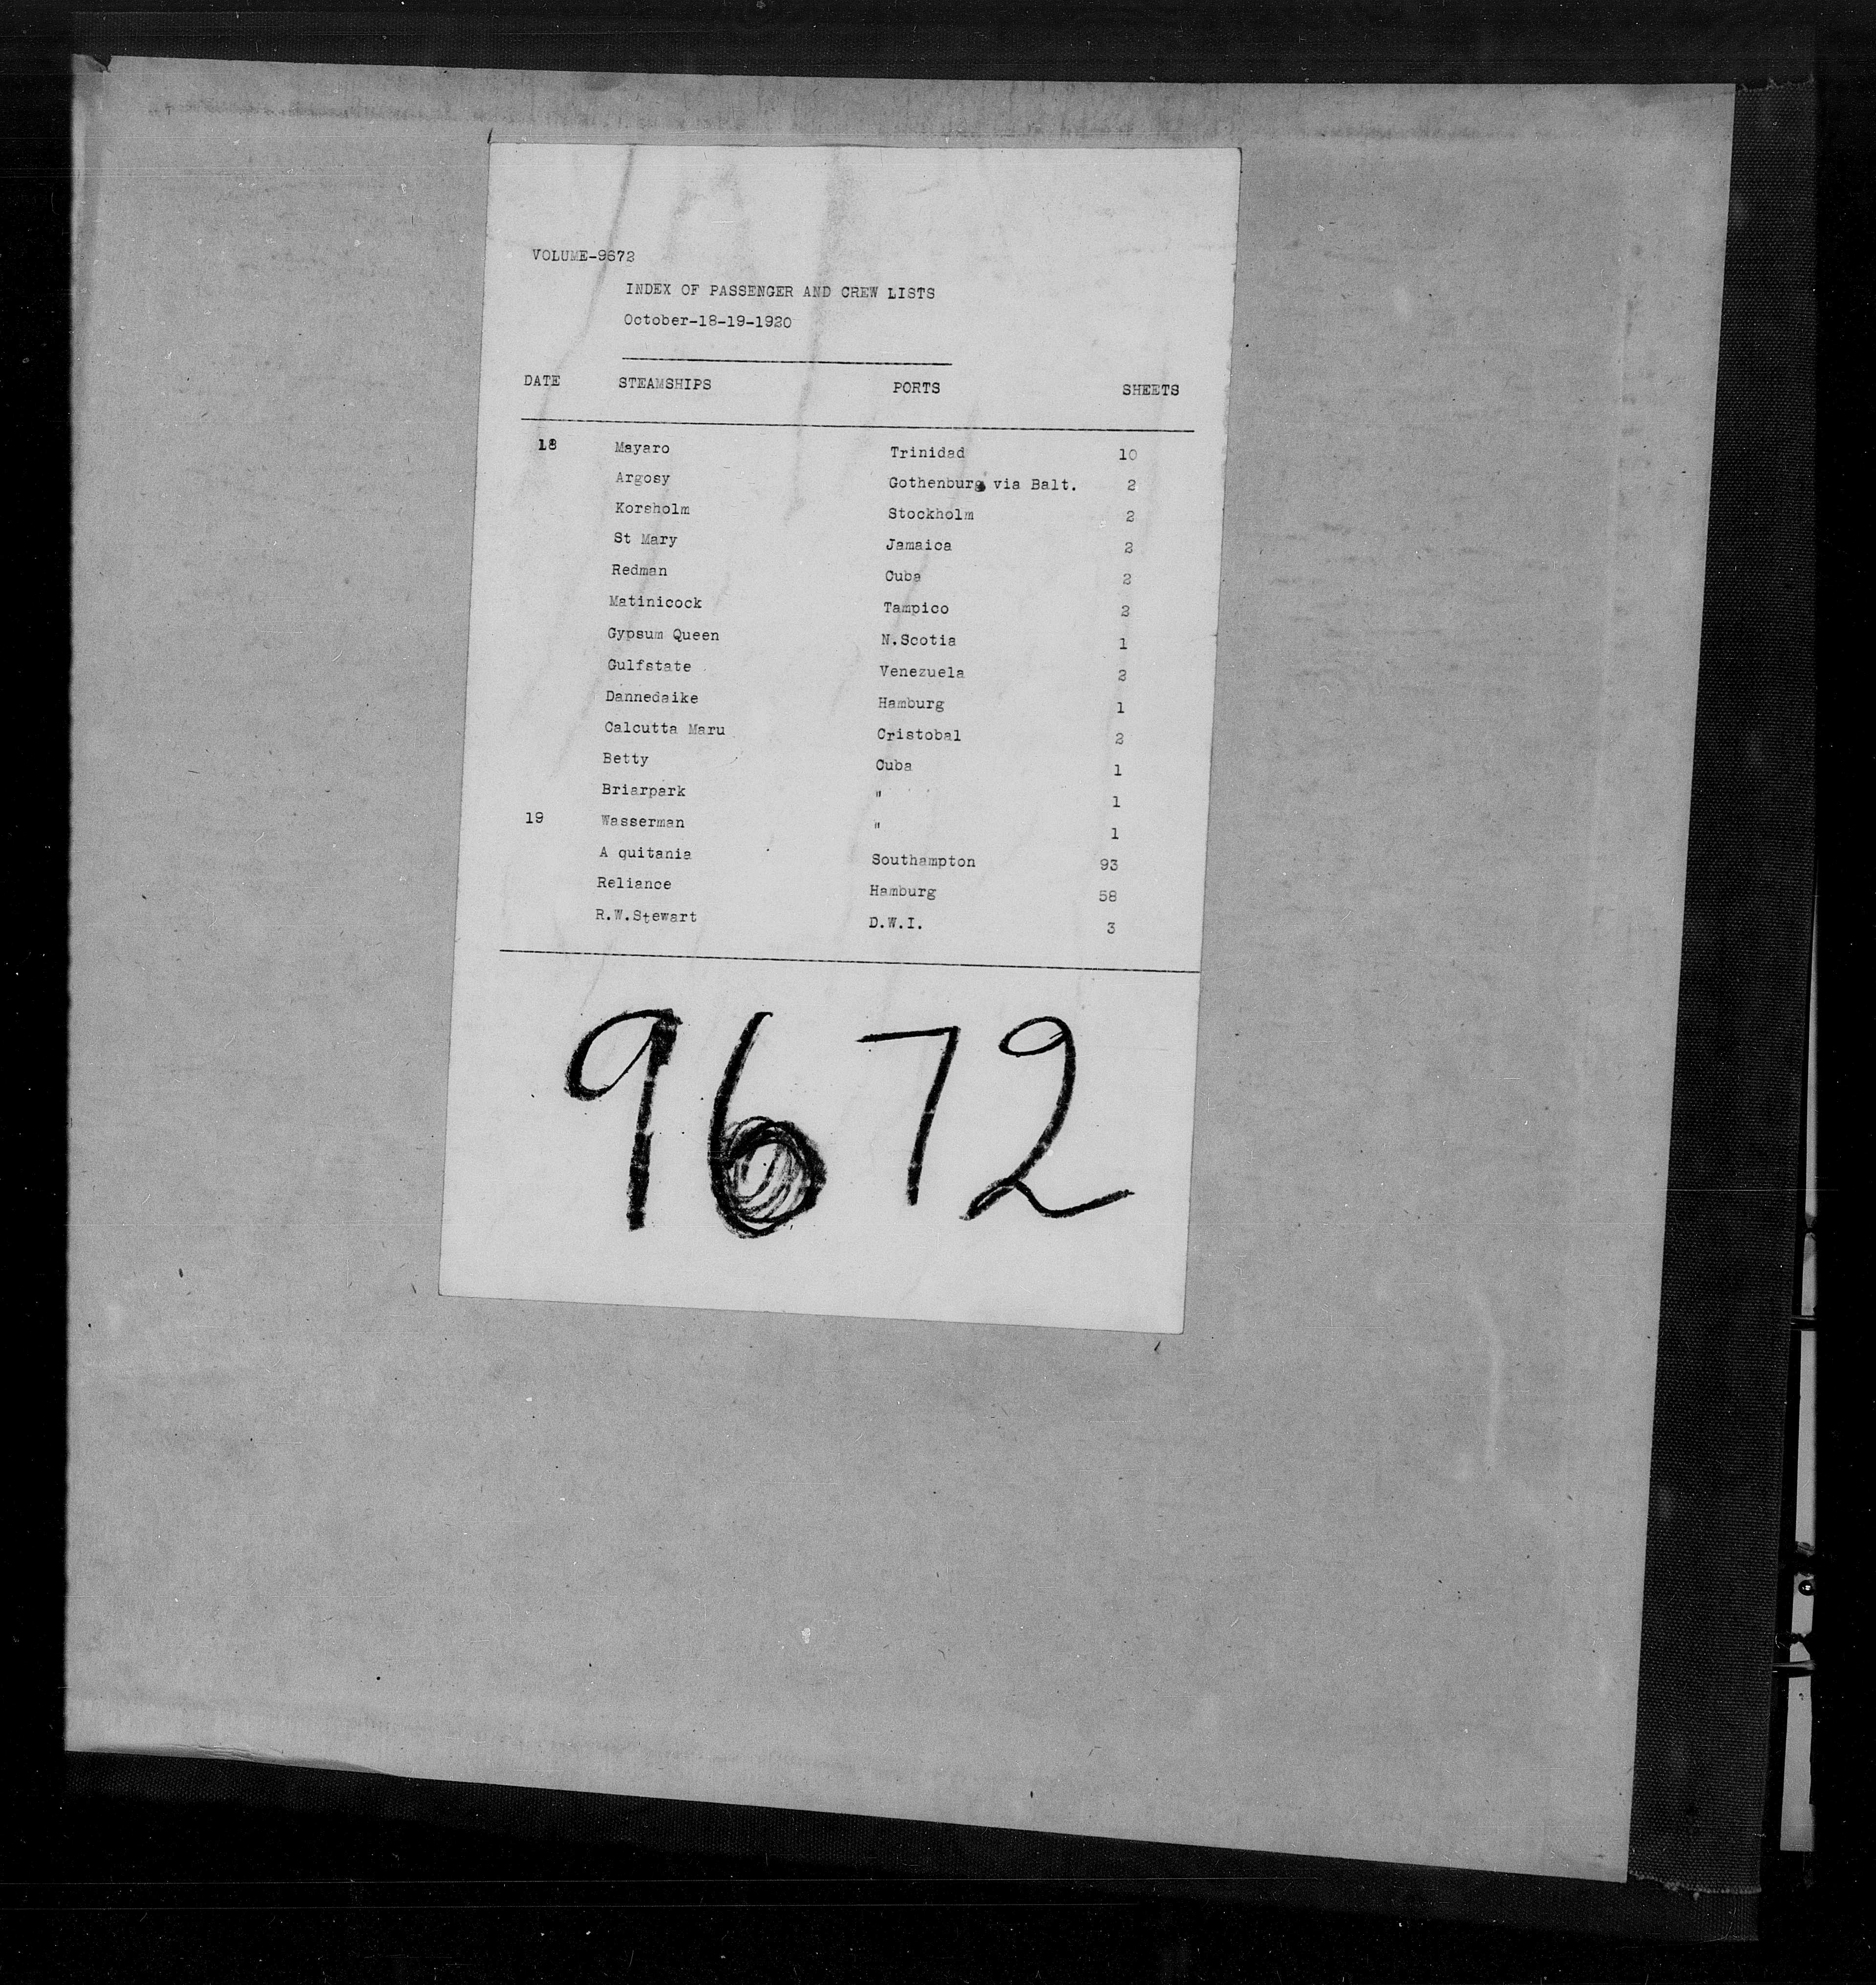 VOLUME-9672
INDEX OF PASSENGER AND CREW LISTS
October-18-19-1920
DATE STEAMSHIPS PORTS SHEETS
18 Mayaro Trinidad 10
Argosy Gothenburg via Balt. 2
Korsholm Stockholm 2
St Mary Jamaica 2
Redman Cuba 2
Matinicock Tampico 2
Gypsum Queen N.Scotia 1
Gulfstate Venezuela 2
Dannedaike Hamburg 1
Calcutta Maru Cristobal 2
Betty Cuba 1
Briarpark " 1
19 Wasserman " 1
A quitania Southampton 93
Reliance Hamburg 58
R.W.Stewart D.W.I. 3
9672